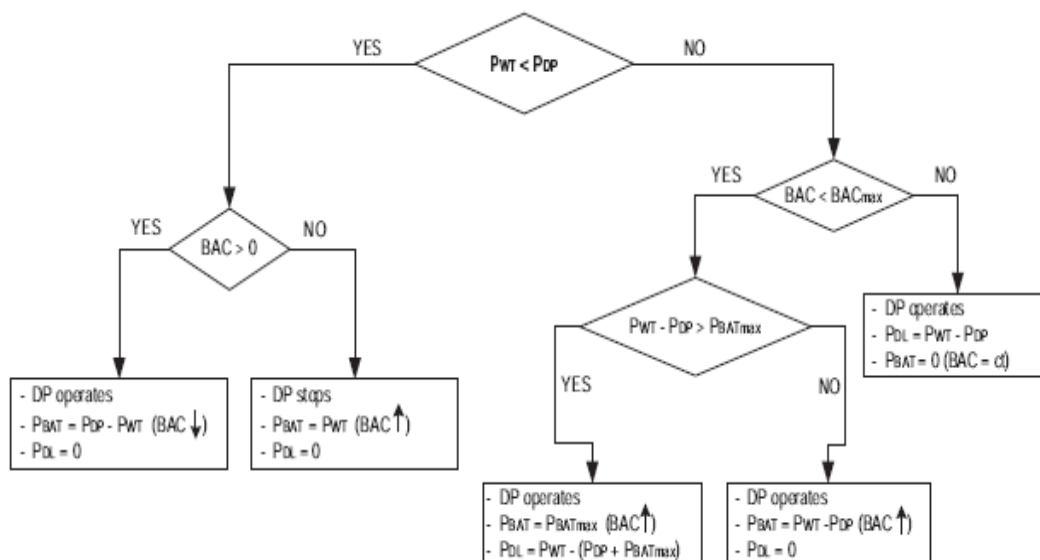 YES
PWT < PDP
NO
YES
BAC < BACmax
NO
YES
BAC > 0
NO
PWT - PDP > PBATmax
- DP operates
- PDL = PWT - PDP
- PBAT = 0 (BAC = ct)
YES
NO
- DP operates
- PBAT = PDP - PWT (BAC ↓)
- PDL = 0
- DP stops
- PBAT = PWT (BAC ↑)
- PDL = 0
- DP operates
- PBAT = PBATmax (BAC ↑)
- PDL = PWT - (PDP + PBATmax)
- DP operates
- PBAT = PWT -PDP (BAC ↑)
- PDL = 0